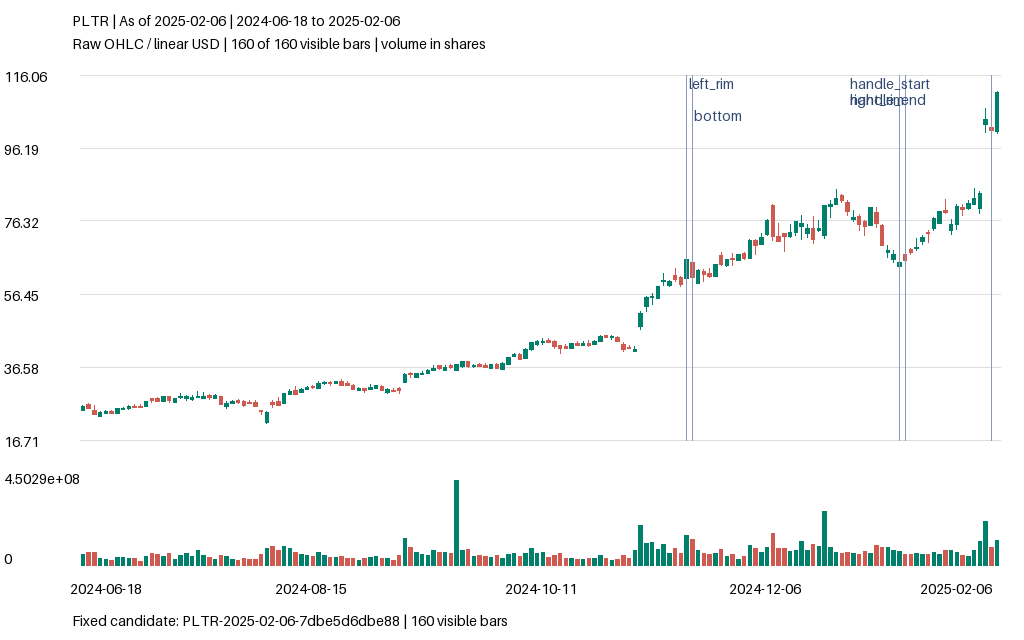 PLTR | As of 2025-02-06 | 2024-06-18 to 2025-02-06
Raw OHLC / linear USD | 160 of 160 visible bars | volume in shares
116.06
left_rim
handle_start
bottom
96.19
76.32
56.45
36.58
16.71
4.5029e+08
0
2024-06-18
2024-08-15
2024-10-11
2024-12-06
2025-02-06
Fixed candidate: PLTR-2025-02-06-7dbe5d6dbe88 | 160 visible bars